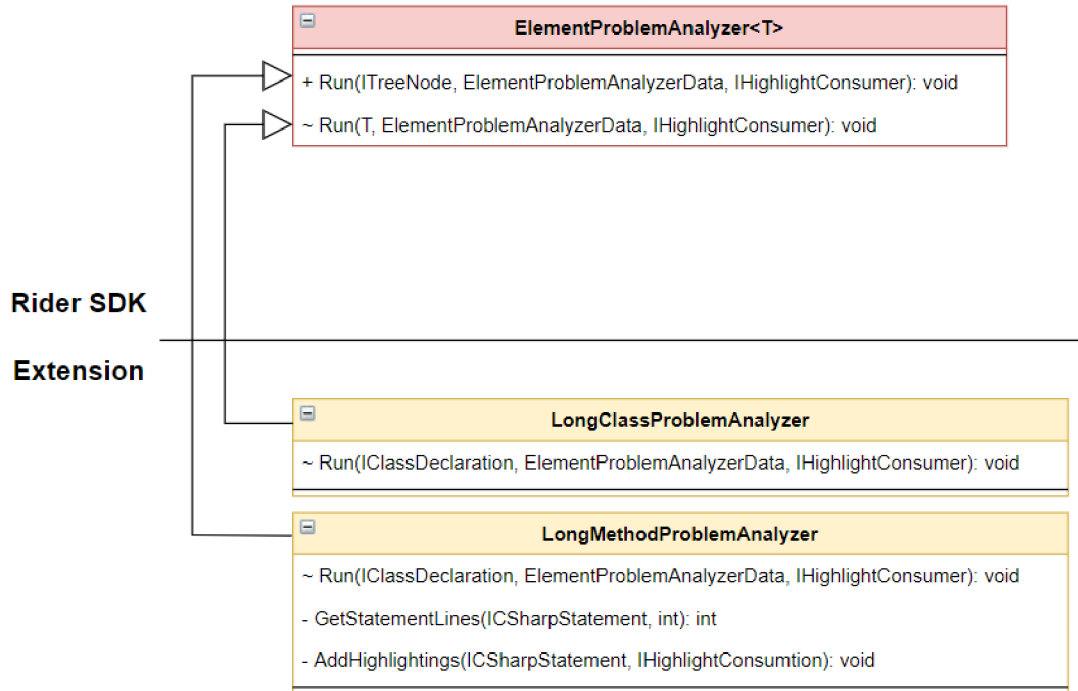 ElementProblemAnalyzer<T>
+ Run(ITreeNode, ElementProblemAnalyzerData, IHighlightConsumer): void
~ Run(T, ElementProblemAnalyzerData, IHighlightConsumer): void
Rider SDK
Extension
LongClassProblemAnalyzer
~ Run(IClassDeclaration, ElementProblemAnalyzerData, IHighlightConsumer): void
LongMethodProblemAnalyzer
~ Run(IClassDeclaration, ElementProblemAnalyzerData, IHighlightConsumer): void
- GetStatementLines(ICSharpStatement, int): int
- AddHighlightings(ICSharpStatement, IHighlightConsumtion): void